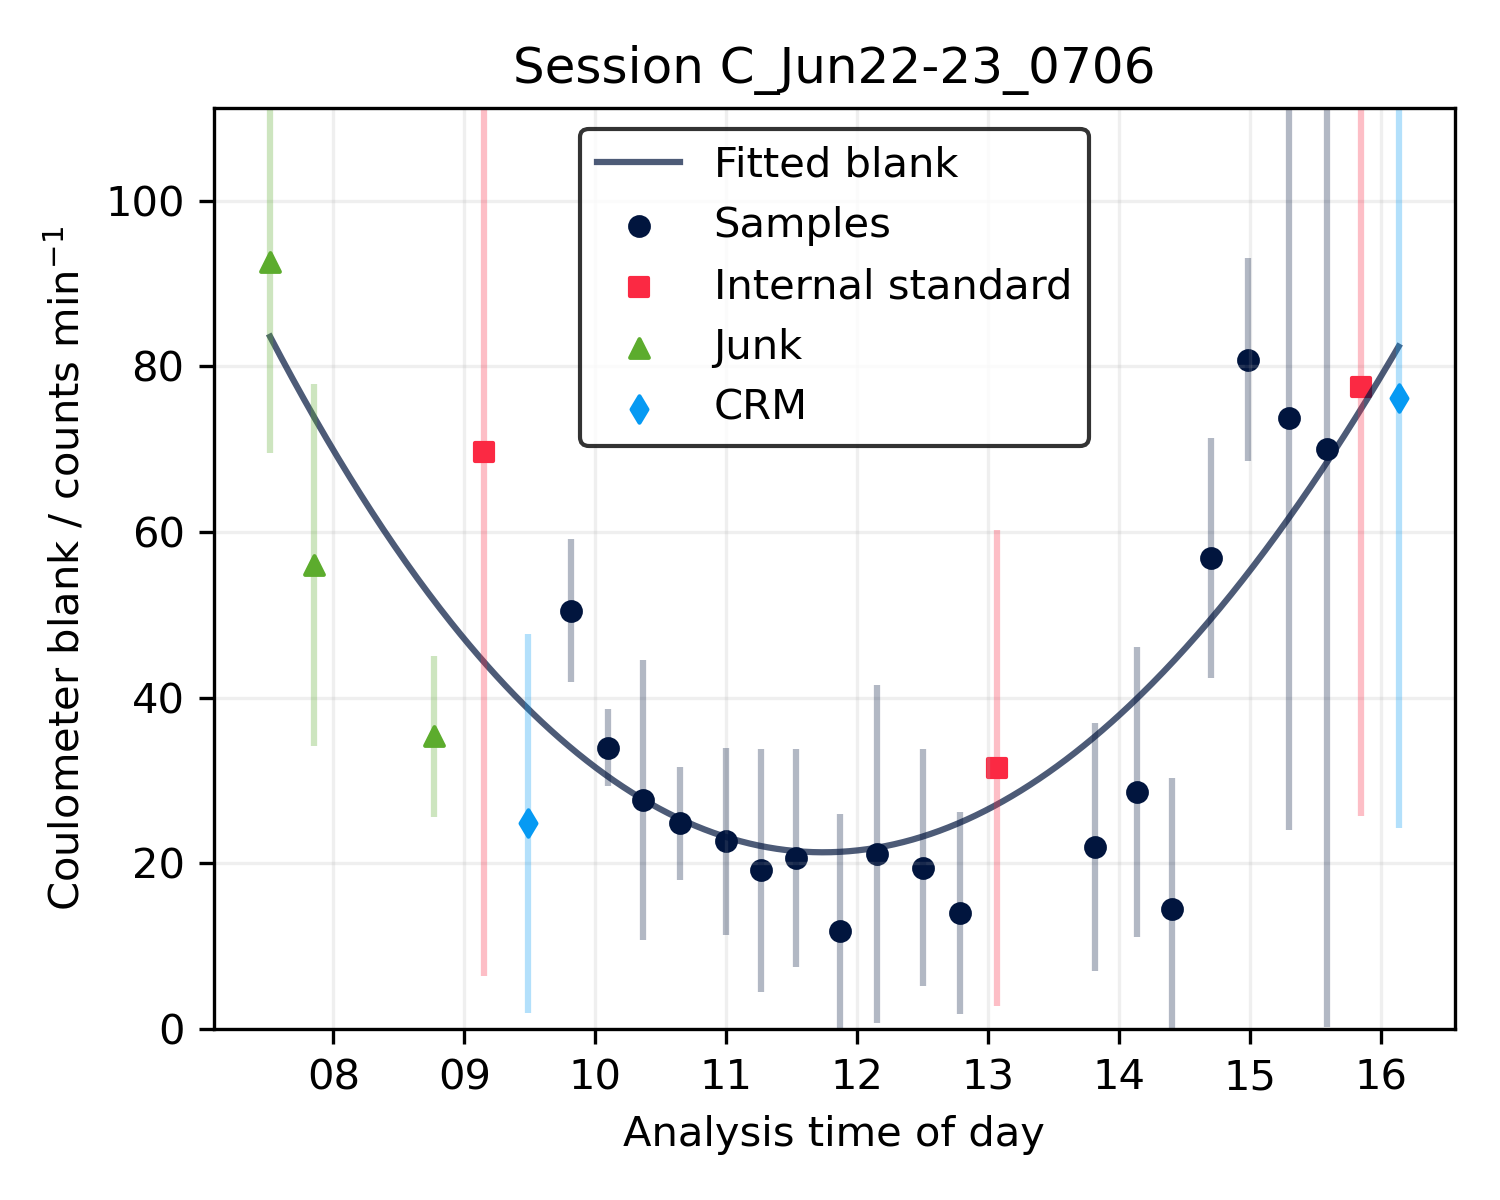 Session C_Jun22-23_0706
Coulometer blank / counts min⁻¹
100
80
60
40
20
0
Fitted blank
Samples
Internal standard
Junk
CRM
08 09 10 11 12 13 14 15 16
Analysis time of day